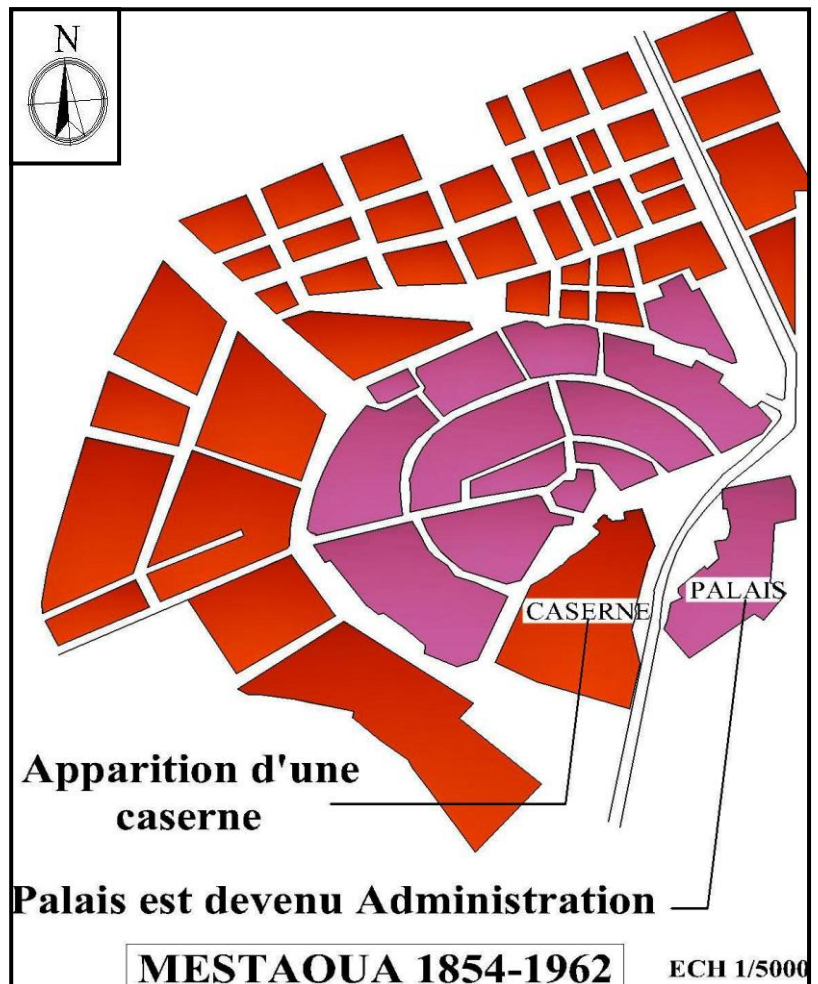 N
CASERNE
PALAIS
Apparition d'une
caserne
Palais est devenu Administration
MESTAOUA 1854-1962
ECH 1/5000